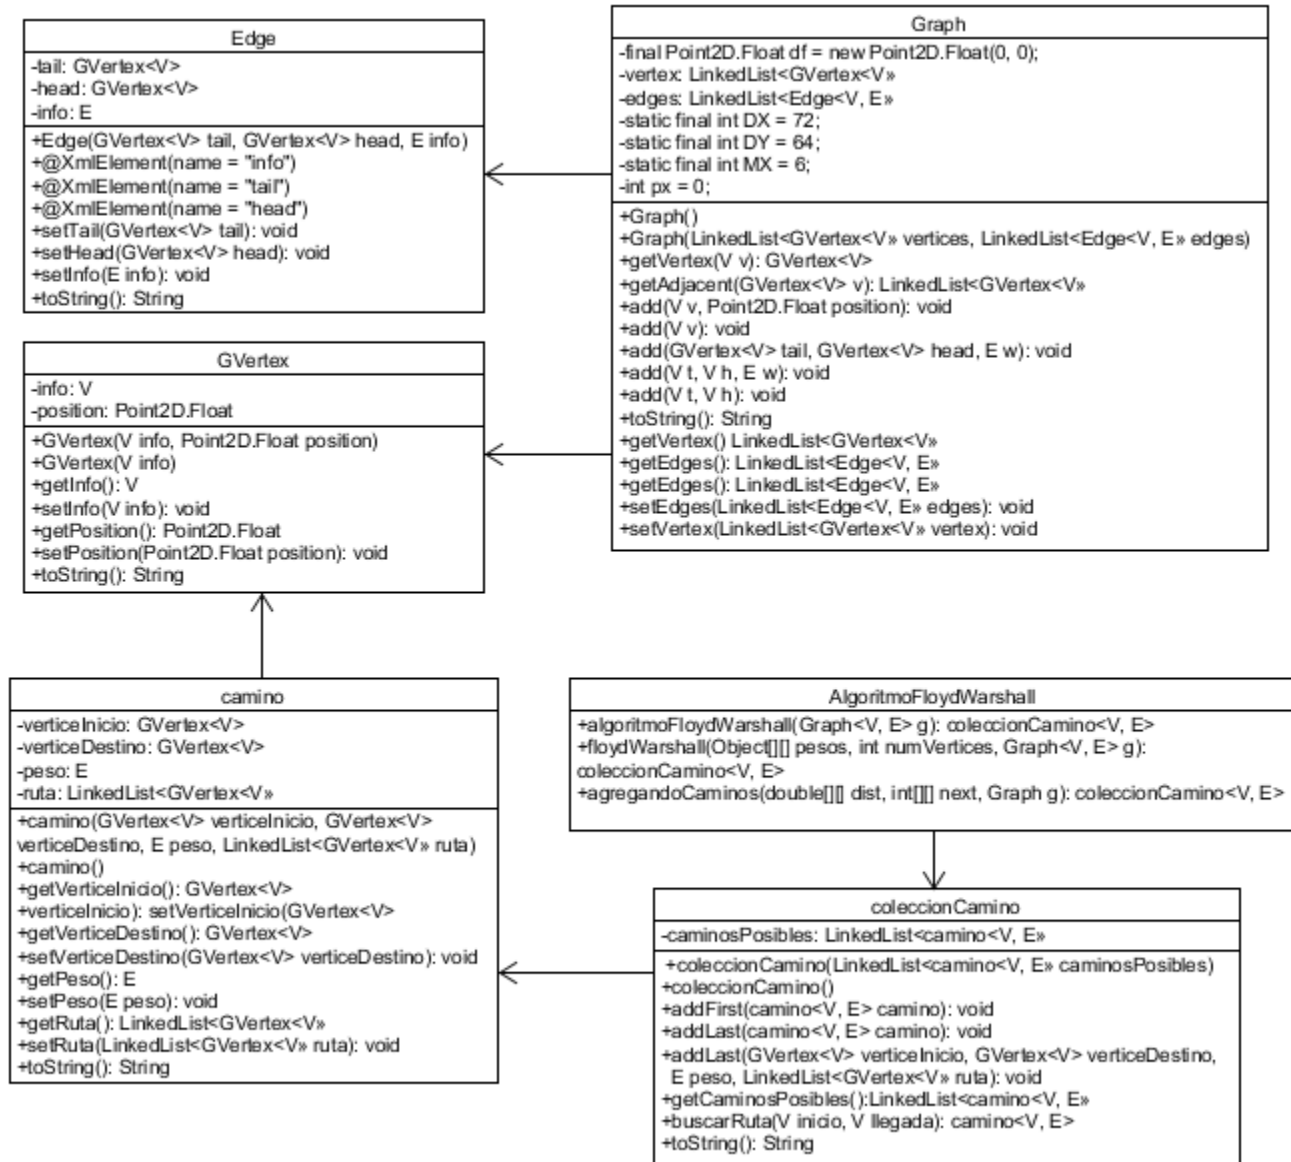 Edge
-tail: GVertex<V>
-head: GVertex<V>
-info: E
+Edge(GVertex<V> tail, GVertex<V> head, E info)
+@XmlElement(name = "info")
+@XmlElement(name = "tail")
+@XmlElement(name = "head")
+setTail(GVertex<V> tail): void
+setHead(GVertex<V> head): void
+setInfo(E info): void
+toString(): String
Graph
-final Point2D.Float df = new Point2D.Float(0, 0);
-vertex: LinkedList<GVertex<V»
-edges: LinkedList<Edge<V, E»
-static final int DX = 72;
-static final int DY = 64;
-static final int MX = 6;
-int px = 0;
+Graph()
+Graph(LinkedList<GVertex<V» vertices, LinkedList<Edge<V, E» edges)
+getVertex(V v): GVertex<V>
+getAdjacent(GVertex<V> v): LinkedList<GVertex<V»
+add(V v, Point2D.Float position): void
+add(V v): void
+add(GVertex<V> tail, GVertex<V> head, E w): void
+add(V t, V h, E w): void
+add(V t, V h): void
+toString(): String
+getVertex() LinkedList<GVertex<V»
+getEdges(): LinkedList<Edge<V, E»
+getEdges(): LinkedList<Edge<V, E»
+setEdges(LinkedList<Edge<V, E» edges): void
+setVertex(LinkedList<GVertex<V» vertex): void
GVertex
-info: V
-position: Point2D.Float
+GVertex(V info, Point2D.Float position)
+GVertex(V info)
+getInfo(): V
+setInfo(V info): void
+getPosition(): Point2D.Float
+setPosition(Point2D.Float position): void
+toString(): String
camino
-verticeInicio: GVertex<V>
-verticeDestino: GVertex<V>
-peso: E
-ruta: LinkedList<GVertex<V»
+camino(GVertex<V> verticeInicio, GVertex<V>
verticeDestino, E peso, LinkedList<GVertex<V» ruta)
+camino()
+getVerticeInicio(): GVertex<V>
+verticeInicio): setVerticeInicio(GVertex<V>
+getVerticeDestino(): GVertex<V>
+setVerticeDestino(GVertex<V> verticeDestino): void
+getPeso(): E
+setPeso(E peso): void
+getRuta(): LinkedList<GVertex<V»
+setRuta(LinkedList<GVertex<V» ruta): void
+toString(): String
AlgoritmoFloydWarshall
+algoritmoFloydWarshall(Graph<V, E> g): coleccionCamino<V, E>
+floydWarshall(Object[][] pesos, int numVertices, Graph<V, E> g):
coleccionCamino<V, E>
+agregandoCaminos(double[][] dist, int[][] next, Graph g): coleccionCamino<V, E>
coleccionCamino
-caminosPosibles: LinkedList<camino<V, E»
+coleccionCamino(LinkedList<camino<V, E» caminosPosibles)
+coleccionCamino()
+addFirst(camino<V, E> camino): void
+addLast(camino<V, E> camino): void
+addLast(GVertex<V> verticeInicio, GVertex<V> verticeDestino,
E peso, LinkedList<GVertex<V» ruta): void
+getCaminosPosibles():LinkedList<camino<V, E»
+buscarRuta(V inicio, V llegada): camino<V, E>
+toString(): String